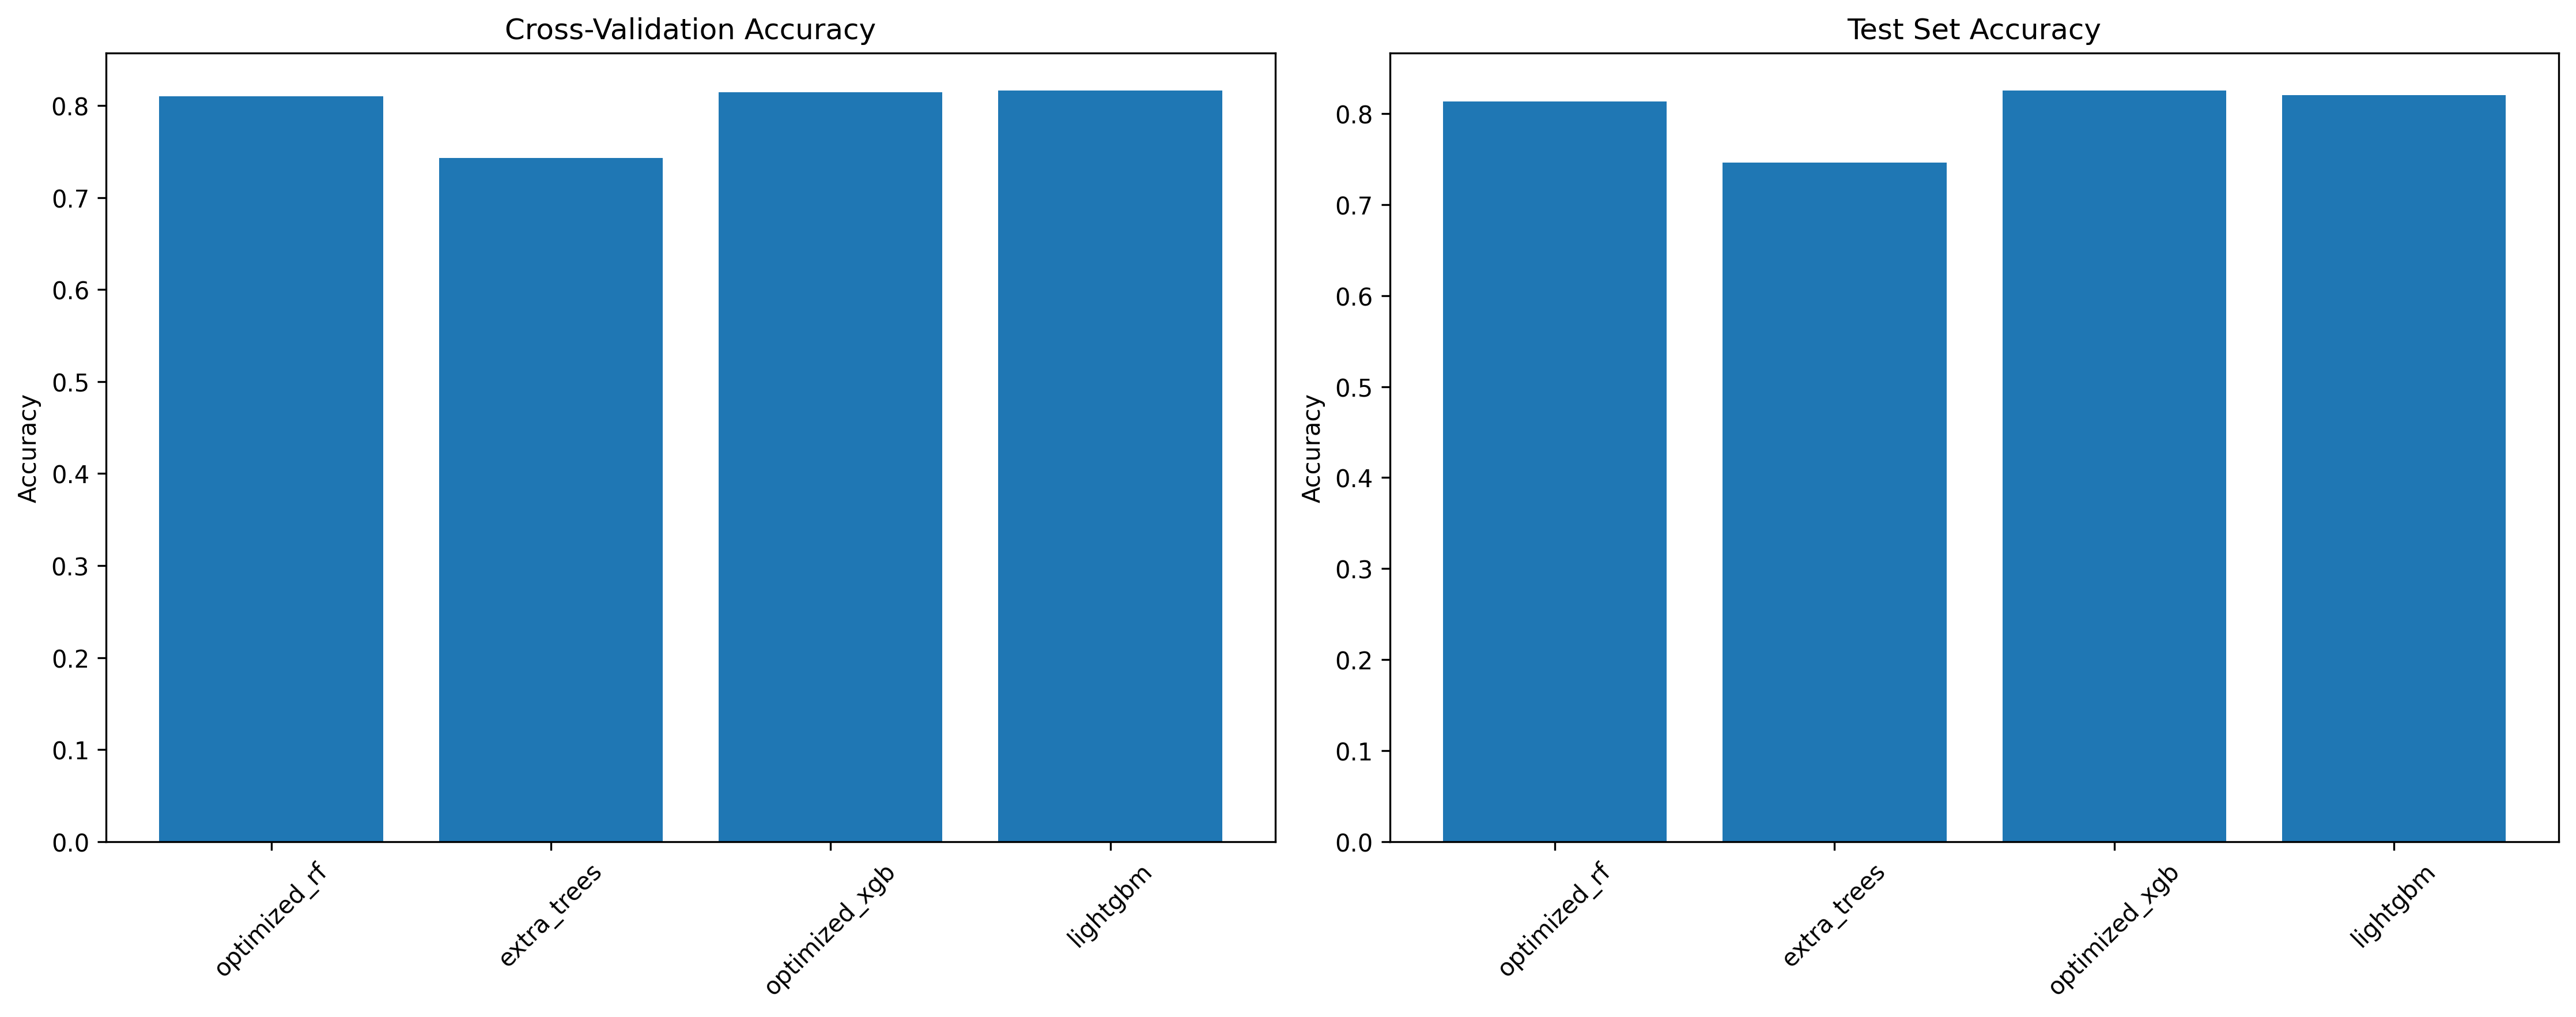 Cross-Validation Accuracy
Accuracy
0.8
0.7
0.6
0.5
0.4
0.3
0.2
0.1
0.0
optimized_rf
extra_trees
optimized_xgb
lightgbm
Test Set Accuracy
Accuracy
0.8
0.7
0.6
0.5
0.4
0.3
0.2
0.1
0.0
optimized_rf
extra_trees
optimized_xgb
lightgbm